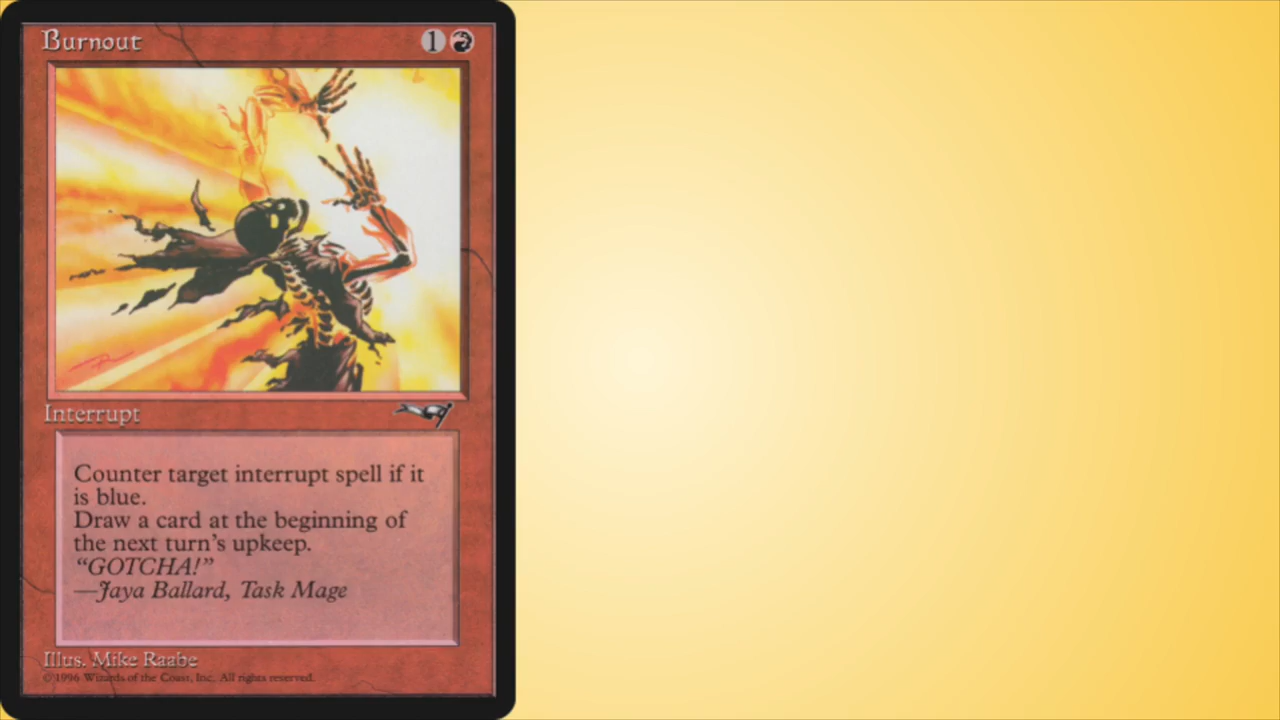 Burnout
1
Interrupt
Counter target interrupt spell if it
is blue.
Draw a card at the beginning of
the next turn's upkeep.
“GOTCHA!”
—Jaya Ballard, Task Mage
Illus. Mike Raabe
©1996 Wizards of the Coast, Inc. All rights reserved.